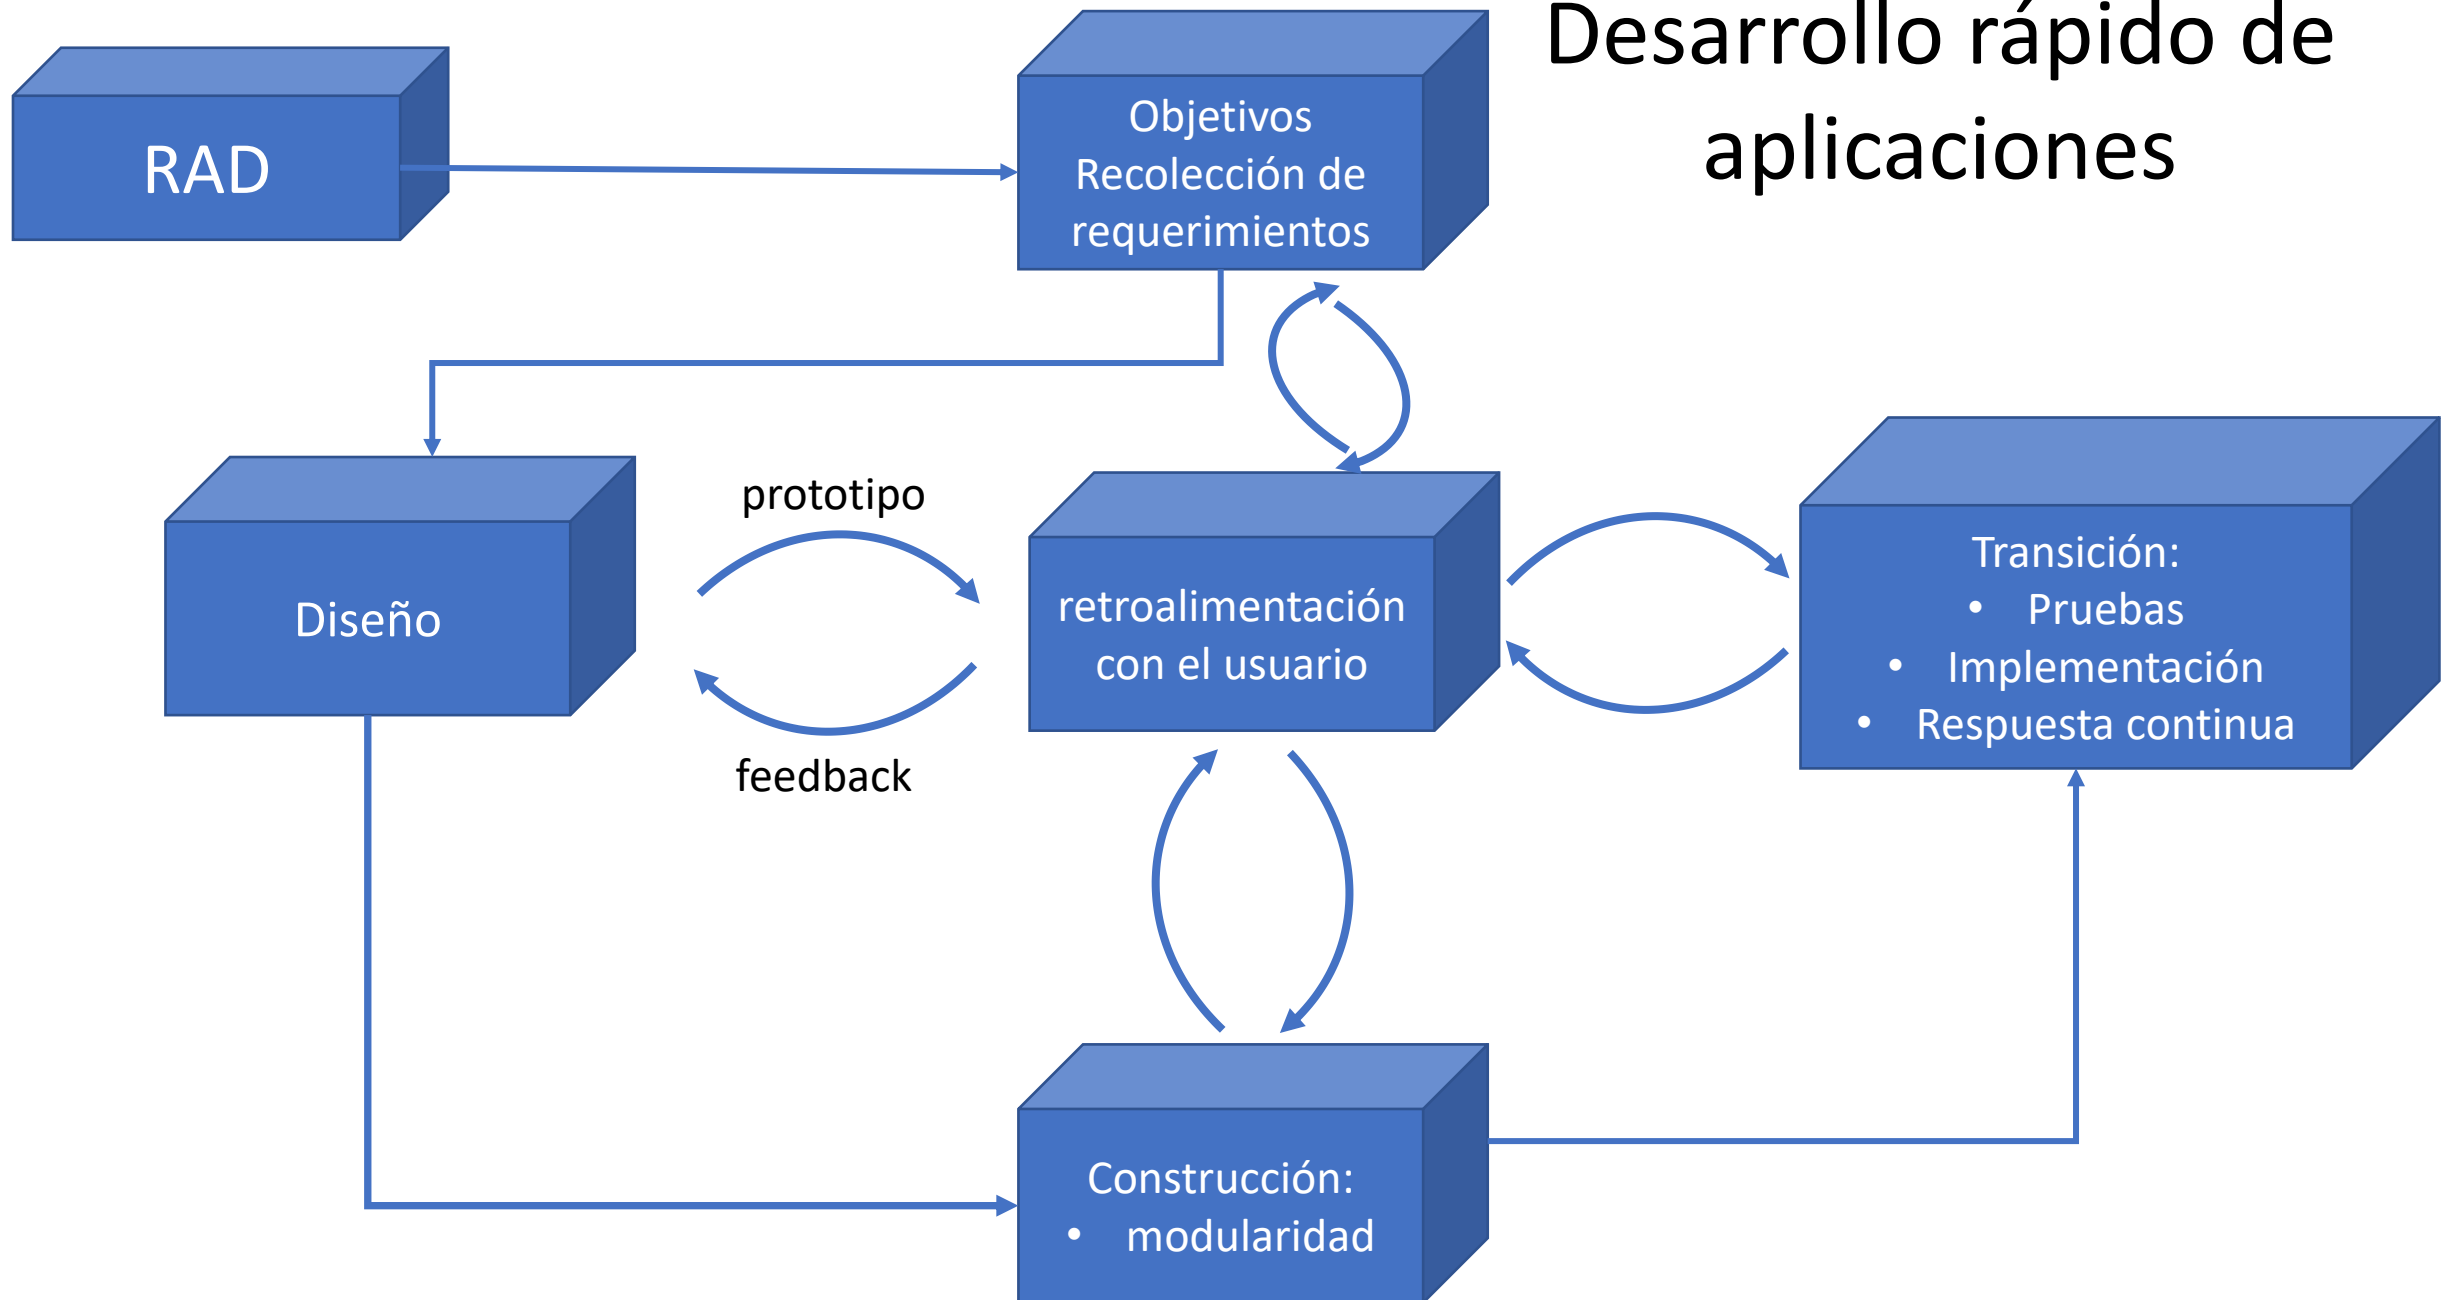 Desarrollo rápido de
aplicaciones
RAD
Objetivos
Recolección de
requerimientos
prototipo
Diseño
feedback
retroalimentación
con el usuario
Transición:
• Pruebas
• Implementación
• Respuesta continua
Construcción:
• modularidad